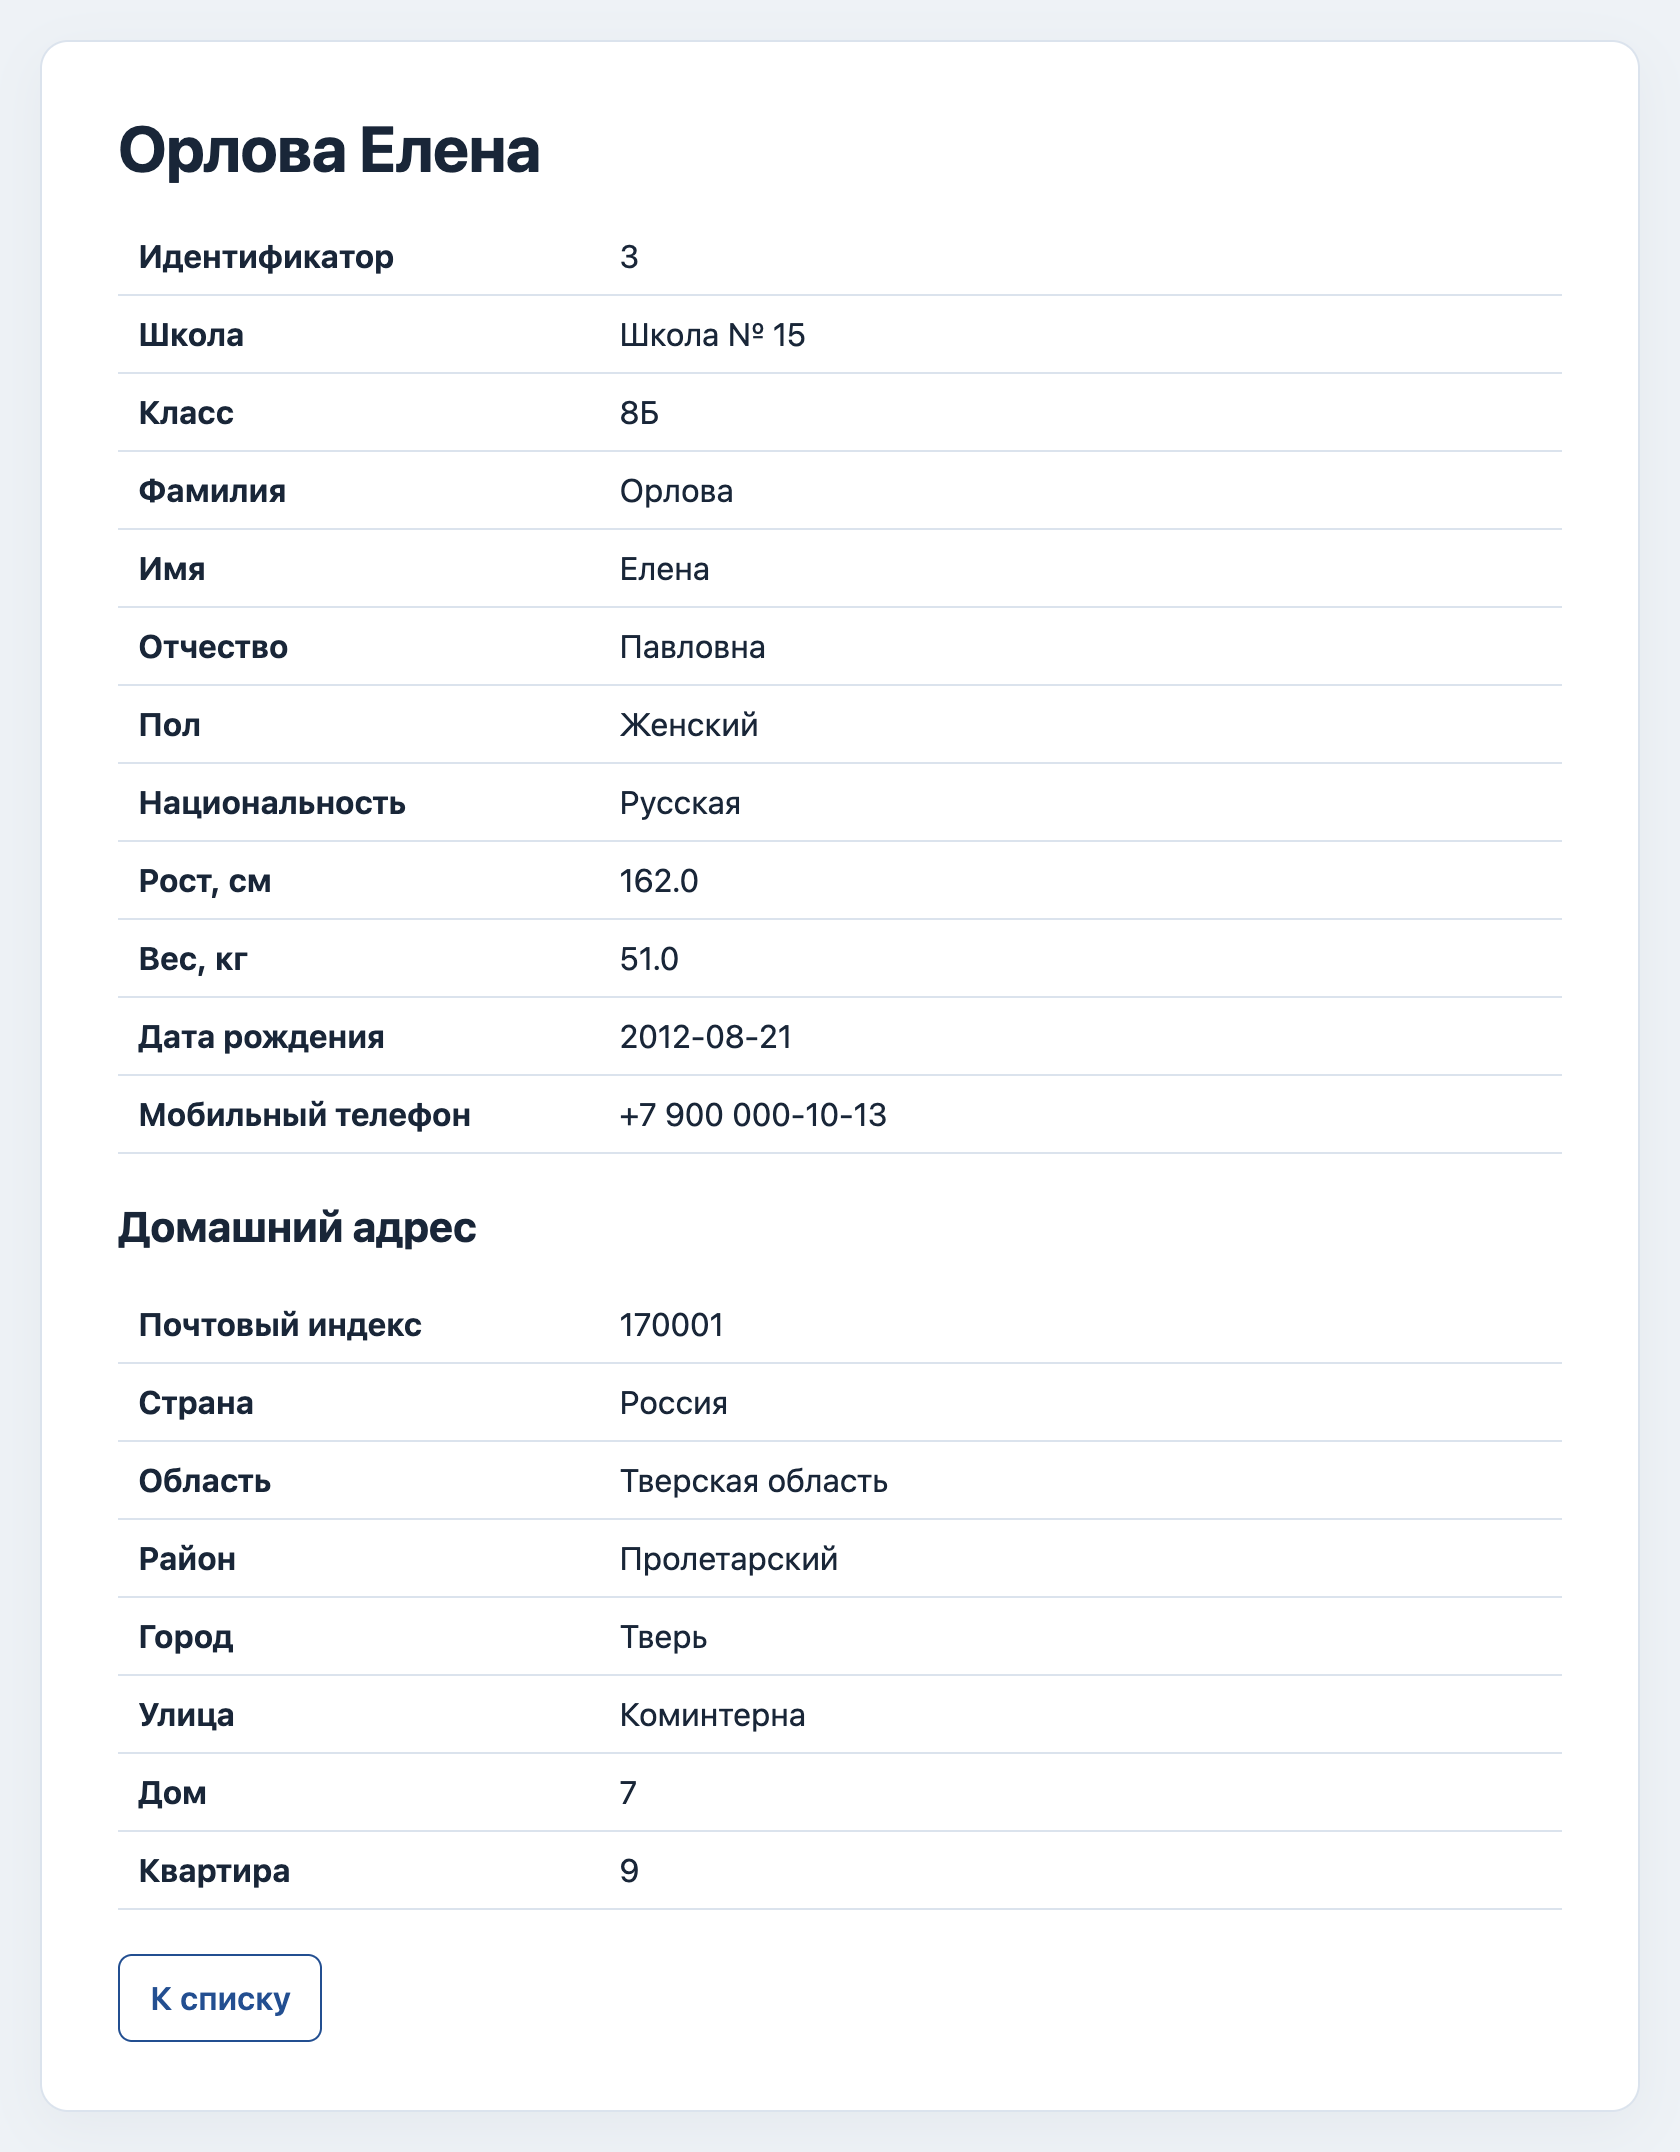 Орлова Елена
Идентификатор 3
Школа Школа № 15
Класс 8Б
Фамилия Орлова
Имя Елена
Отчество Павловна
Пол Женский
Национальность Русская
Рост, см 162.0
Вес, кг 51.0
Дата рождения 2012-08-21
Мобильный телефон +7 900 000-10-13
Домашний адрес
Почтовый индекс 170001
Страна Россия
Область Тверская область
Район Пролетарский
Город Тверь
Улица Коминтерна
Дом 7
Квартира 9
К списку